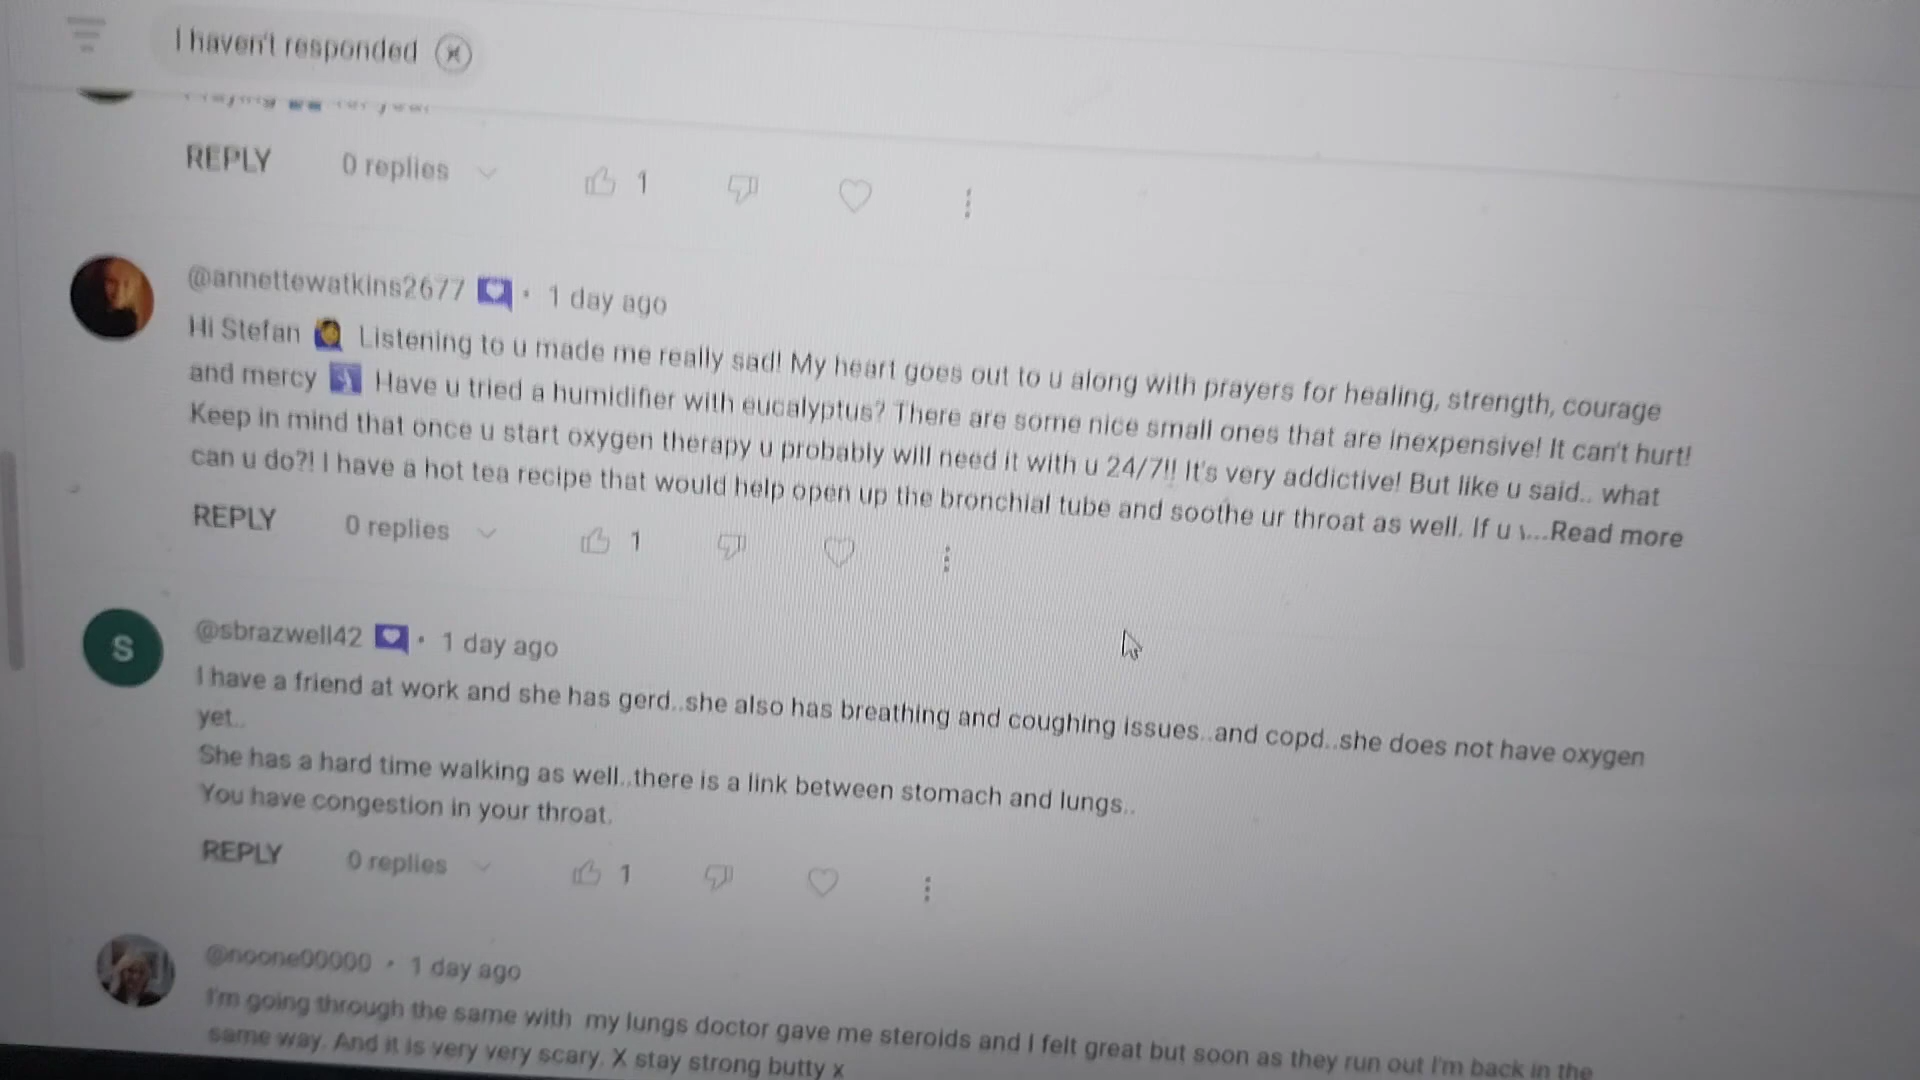 I haven't responded
REPLY 0 replies 1
@annettewatkins2677 • 1 day ago
Hi Stefan 🙋 Listening to u made me really sad! My heart goes out to u along with prayers for healing, strength, courage
and mercy 🛐 Have u tried a humidifier with eucalyptus? There are some nice small ones that are inexpensive! It can't hurt!
Keep in mind that once u start oxygen therapy u probably will need it with u 24/7!! It's very addictive! But like u said.. what
can u do?! I have a hot tea recipe that would help open up the bronchial tube and soothe ur throat as well. If u \...Read more
REPLY 0 replies 1
S
@sbrazwell42 • 1 day ago
I have a friend at work and she has gerd..she also has breathing and coughing issues..and copd..she does not have oxygen
yet..
She has a hard time walking as well..there is a link between stomach and lungs..
You have congestion in your throat.
REPLY 0 replies 1
@noone00000 • 1 day ago
I'm going through the same with my lungs doctor gave me steroids and I felt great but soon as they run out I'm back in the
same way. And it is very very scary. X stay strong butty x